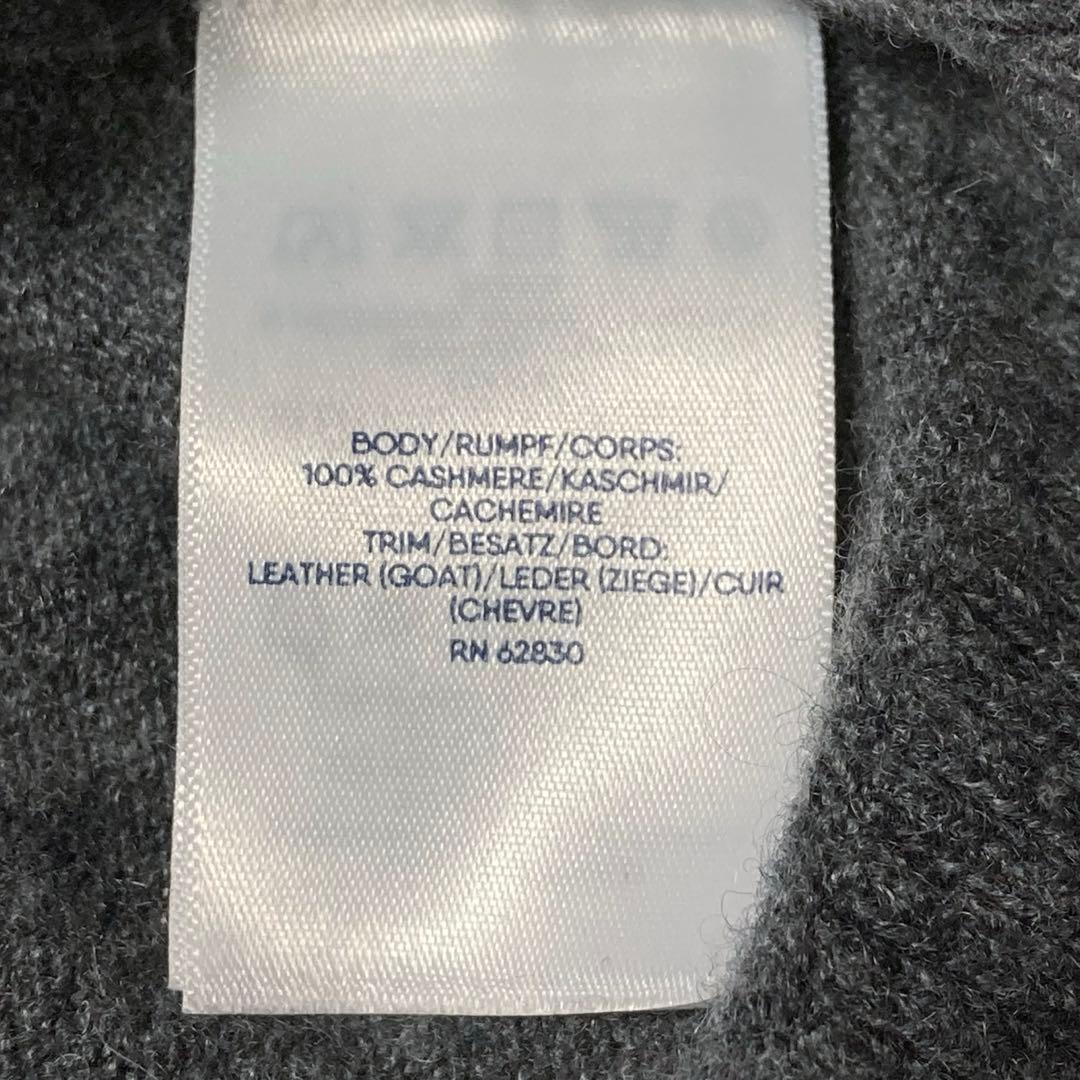 BODY/RUMPF/CORPS:
100% CASHMERE/KASCHMIR/
CACHEMIRE
TRIM/BESATZ/BORD:
LEATHER (GOAT)/LEDER (ZIEGE)/CUIR
(CHEVRE)
RN 62830